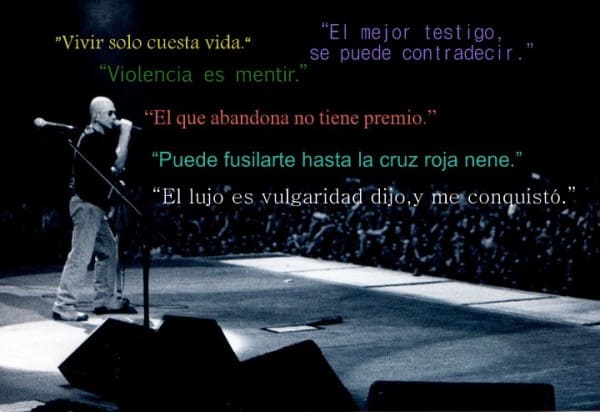 "Vivir solo cuesta vida."
"El mejor testigo,
se puede contradecir."
"Violencia es mentir."
"El que abandona no tiene premio."
"Puede fusilarte hasta la cruz roja nene."
"El lujo es vulgaridad dijo,y me conquistó."